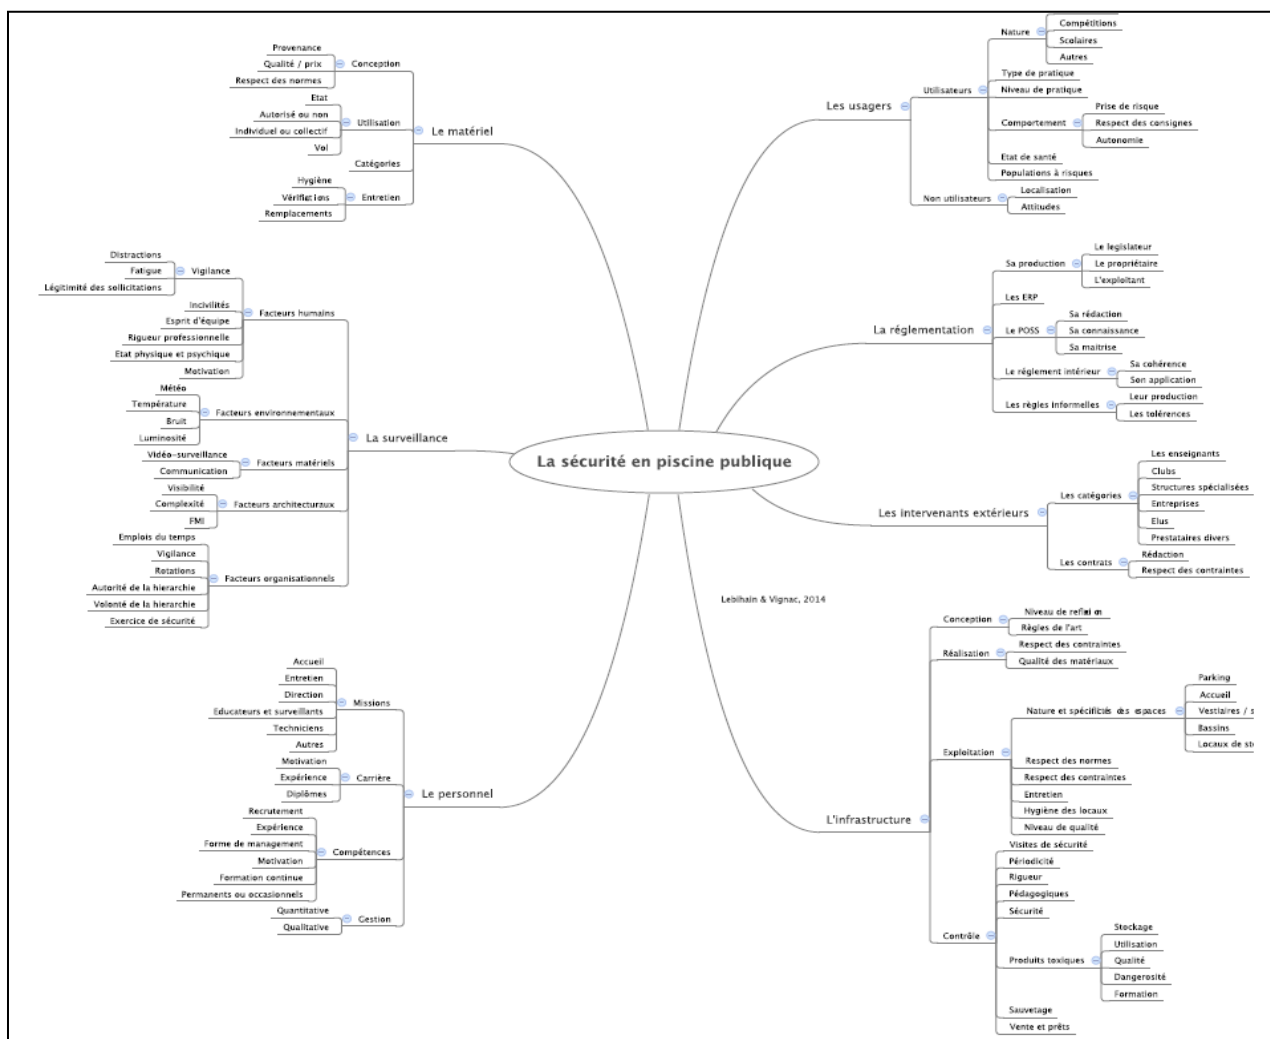 La sécurité en piscine publique
Lebihain & Vignac, 2014
Le matériel
Conception
Provenance
Qualité / prix
Respect des normes
Utilisation
Etat
Autorisé ou non
Individuel ou collectif
Vol
Catégories
Entretien
Hygiène
Vérifications
Remplacements
La surveillance
Facteurs humains
Vigilance
Distractions
Fatigue
Légitimité des sollicitations
Incivilités
Esprit d'équipe
Rigueur professionnelle
Etat physique et psychique
Motivation
Facteurs environnementaux
Météo
Température
Bruit
Luminosité
Facteurs matériels
Vidéo-surveillance
Communication
Facteurs architecturaux
Visibilité
Complexité
FMI
Facteurs organisationnels
Emplois du temps
Vigilance
Rotations
Autorité de la hierarchie
Volonté de la hierarchie
Exercice de sécurité
Le personnel
Missions
Accueil
Entretien
Direction
Educateurs et surveillants
Techniciens
Autres
Carrière
Motivation
Expérience
Diplômes
Compétences
Recrutement
Expérience
Forme de management
Motivation
Formation continue
Permanents ou occasionnels
Gestion
Quantitative
Qualitative
Les usagers
Utilisateurs
Nature
Compétitions
Scolaires
Autres
Type de pratique
Niveau de pratique
Comportement
Prise de risque
Respect des consignes
Autonomie
Etat de santé
Populations à risques
Non utilisateurs
Localisation
Attitudes
La réglementation
Sa production
Le legislateur
Le propriétaire
L'exploitant
Les ERP
Le POSS
Sa rédaction
Sa connaissance
Sa maitrise
Le réglement intérieur
Sa cohérence
Son application
Les règles informelles
Leur production
Les tolérences
Les intervenants extérieurs
Les catégories
Les enseignants
Clubs
Structures spécialisées
Entreprises
Elus
Prestataires divers
Les contrats
Rédaction
Respect des contraintes
L'infrastructure
Conception
Niveau de reflexion
Règles de l'art
Réalisation
Respect des contraintes
Qualité des matériaux
Exploitation
Nature et spécificités des espaces
Parking
Accueil
Vestiaires / s
Bassins
Locaux de sto
Respect des normes
Respect des contraintes
Entretien
Hygiène des locaux
Niveau de qualité
Contrôle
Visites de sécurité
Périodicité
Rigueur
Pédagogiques
Sécurité
Produits toxiques
Stockage
Utilisation
Qualité
Dangerosité
Formation
Sauvetage
Vente et prêts